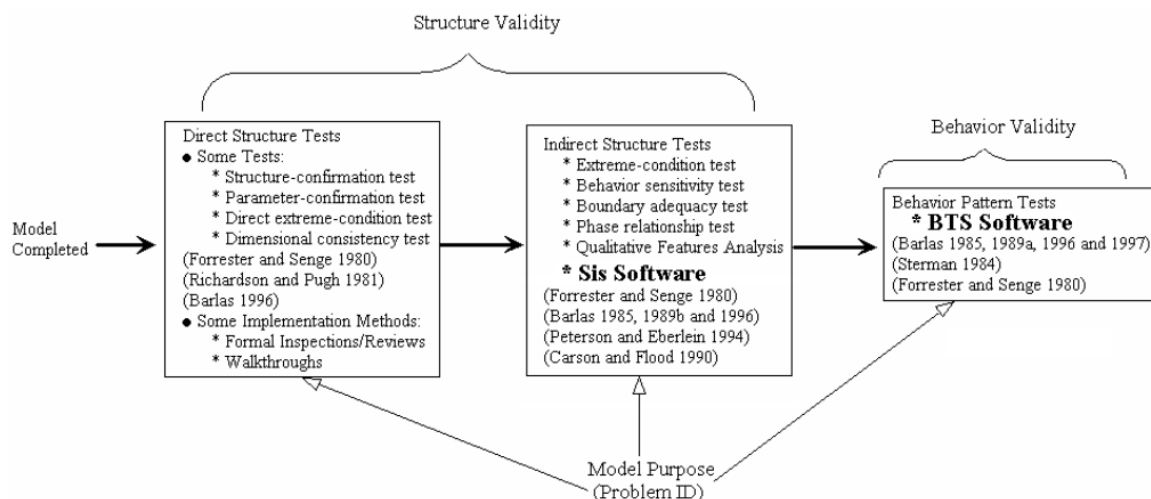 Structure Validity
Direct Structure Tests
● Some Tests:
* Structure-confirmation test
* Parameter-confirmation test
* Direct extreme-condition test
* Dimensional consistency test
(Forrester and Senge 1980)
(Richardson and Pugh 1981)
(Barlas 1996)
● Some Implementation Methods:
* Formal Inspections/Reviews
* Walkthroughs
Indirect Structure Tests
* Extreme-condition test
* Behavior sensitivity test
* Boundary adequacy test
* Phase relationship test
* Qualitative Features Analysis
* Sis Software
(Forrester and Senge 1980)
(Barlas 1985, 1989b and 1996)
(Peterson and Eberlein 1994)
(Carson and Flood 1990)
Behavior Validity
Behavior Pattern Tests
* BTS Software
(Barlas 1985, 1989a, 1996 and 1997)
(Sterman 1984)
(Forrester and Senge 1980)
Model
Completed
Model Purpose
(Problem ID)